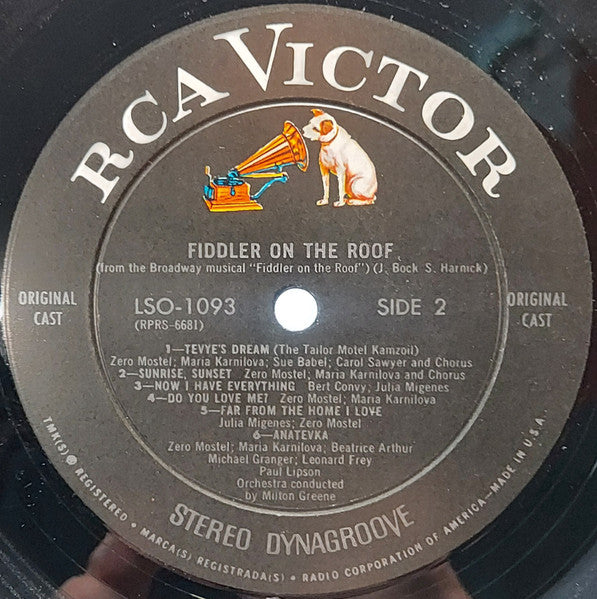 RCA VICTOR
FIDDLER ON THE ROOF
(from the Broadway musical "Fiddler on the Roof") (J. Bock S. Harnick)
ORIGINAL
CAST
LSO-1093
(RPRS-6681)
SIDE 2
ORIGINAL
CAST
1—TEVYE'S DREAM (The Tailor Motel Kamzoil)
Zero Mostel; Maria Karnilova; Sue Babel; Carol Sawyer and Chorus
2—SUNRISE, SUNSET Zero Mostel; Maria Karnilova and Chorus
3—NOW I HAVE EVERYTHING Bert Convy; Julia Migenes
4—DO YOU LOVE ME? Zero Mostel; Maria Karnilova
5—FAR FROM THE HOME I LOVE
Julia Migenes; Zero Mostel
6—ANATEVKA
Zero Mostel; Maria Karnilova; Beatrice Arthur
Michael Granger; Leonard Frey
Paul Lipson
Orchestra conducted
by Milton Greene
STEREO DYNAGROOVE
TMK(S) ® REGISTERED • MARCA(S) REGISTRADA(S) • RADIO CORPORATION OF AMERICA—MADE IN U.S.A.